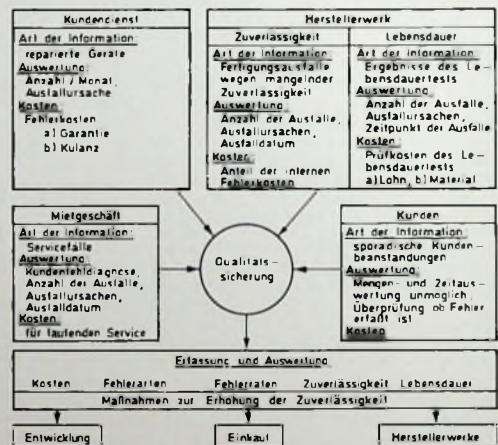 Kundendienst
Art der Information:
reparierte Geräte
Auswertung:
Anzahl / Monat,
Ausfallursache
Kosten:
Fehlerkosten
a) Garantie
b) Kulanz
Herstellerwerk
Zuverlässigkeit
Art der Information:
Fertigungsausfälle
wegen mangelnder
Zuverlässigkeit
Auswertung:
Anzahl der Ausfälle,
Ausfallursachen,
Ausfalldatum
Kosten:
Anteil der internen
Fehlerkosten
Lebensdauer
Art der Information:
Ergebnisse des Le-
bensdauertests
Auswertung:
Anzahl der Ausfälle,
Ausfallursachen,
Zeitpunkt der Ausfälle
Kosten:
Prüfkosten des Le-
bensdauertests
a) Lohn, b) Material
Mietgeschäft
Art der Information:
Servicefälle
Auswertung:
Kundenfehldiagnose,
Anzahl der Ausfälle,
Ausfallursachen,
Ausfalldatum
Kosten:
für laufenden Service
Qualitäts-
sicherung
Kunden
Art der Information:
sporadische Kunden-
beanstandungen
Auswertung:
Mengen- und Zeitaus-
wertung unmöglich,
Überprüfung ob Fehler
erfaßt ist
Kosten
Erfassung und Auswertung
Kosten Fehlerarten Fehlerraten Zuverlässigkeit Lebensdauer
Maßnahmen zur Erhöhung der Zuverlässigkeit
Entwicklung Einkauf Herstellerwerke